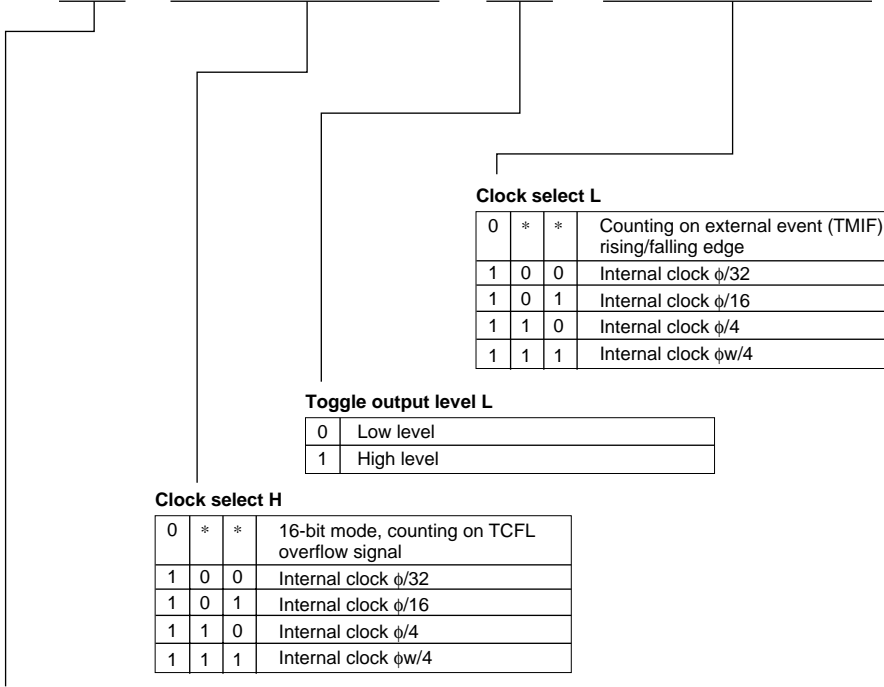 Clock select L
0 * * Counting on external event (TMIF)
rising/falling edge
1 0 0 Internal clock ϕ/32
1 0 1 Internal clock ϕ/16
1 1 0 Internal clock ϕ/4
1 1 1 Internal clock ϕw/4
Toggle output level L
0 Low level
1 High level
Clock select H
0 * * 16-bit mode, counting on TCFL
overflow signal
1 0 0 Internal clock ϕ/32
1 0 1 Internal clock ϕ/16
1 1 0 Internal clock ϕ/4
1 1 1 Internal clock ϕw/4